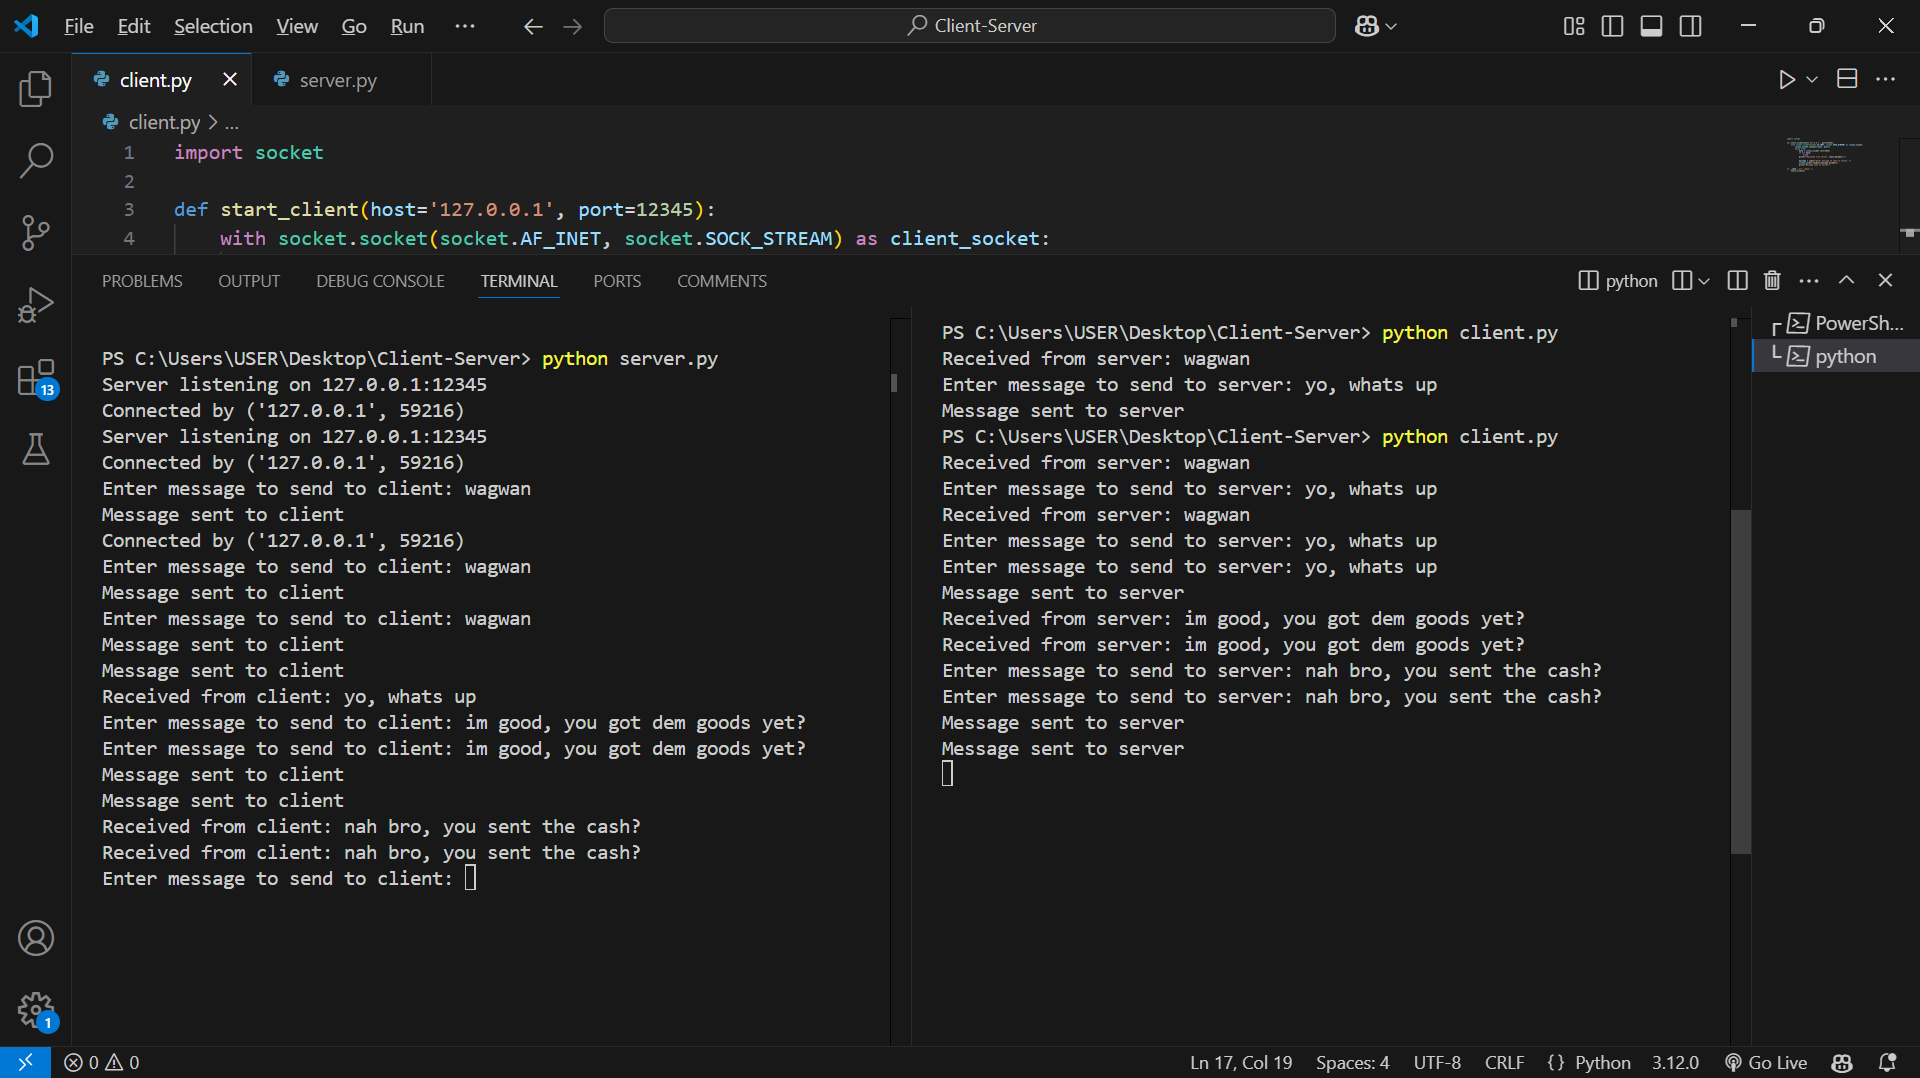 File Edit Selection View Go Run ··· Client-Server
client.py server.py
client.py > ...
1 import socket
2
3 def start_client(host='127.0.0.1', port=12345):
4 with socket.socket(socket.AF_INET, socket.SOCK_STREAM) as client_socket:
PROBLEMS OUTPUT DEBUG CONSOLE TERMINAL PORTS COMMENTS python
PS C:\Users\USER\Desktop\Client-Server> python server.py
Server listening on 127.0.0.1:12345
Connected by ('127.0.0.1', 59216)
Server listening on 127.0.0.1:12345
Connected by ('127.0.0.1', 59216)
Enter message to send to client: wagwan
Message sent to client
Connected by ('127.0.0.1', 59216)
Enter message to send to client: wagwan
Message sent to client
Enter message to send to client: wagwan
Message sent to client
Message sent to client
Received from client: yo, whats up
Enter message to send to client: im good, you got dem goods yet?
Enter message to send to client: im good, you got dem goods yet?
Message sent to client
Message sent to client
Received from client: nah bro, you sent the cash?
Received from client: nah bro, you sent the cash?
Enter message to send to client:
PS C:\Users\USER\Desktop\Client-Server> python client.py
Received from server: wagwan
Enter message to send to server: yo, whats up
Message sent to server
PS C:\Users\USER\Desktop\Client-Server> python client.py
Received from server: wagwan
Enter message to send to server: yo, whats up
Received from server: wagwan
Enter message to send to server: yo, whats up
Enter message to send to server: yo, whats up
Message sent to server
Received from server: im good, you got dem goods yet?
Received from server: im good, you got dem goods yet?
Enter message to send to server: nah bro, you sent the cash?
Enter message to send to server: nah bro, you sent the cash?
Message sent to server
Message sent to server
PowerSh...
python
13
1
0 0 Ln 17, Col 19 Spaces: 4 UTF-8 CRLF {} Python 3.12.0 Go Live